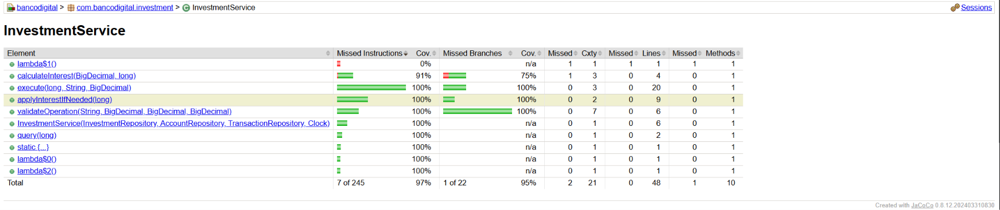 bancodigital > com.bancodigital.investment > InvestmentService Sessions
InvestmentService
Element Missed Instructions Cov. Missed Branches Cov. Missed Cxty Missed Lines Missed Methods
lambda$1() 0% n/a 1 1 1 1 1 1
calculateInterest(BigDecimal, long) 91% 75% 1 3 0 4 0 1
execute(long, String, BigDecimal) 100% 100% 0 3 0 20 0 1
applyInterestIfNeeded(long) 100% 100% 0 2 0 9 0 1
validateOperation(String, BigDecimal, BigDecimal, BigDecimal) 100% 100% 0 7 0 6 0 1
InvestmentService(InvestmentRepository, AccountRepository, TransactionRepository, Clock) 100% n/a 0 1 0 6 0 1
query(long) 100% n/a 0 1 0 2 0 1
static {...} 100% n/a 0 1 0 1 0 1
lambda$0() 100% n/a 0 1 0 1 0 1
lambda$2() 100% n/a 0 1 0 1 0 1
Total 7 of 245 97% 1 of 22 95% 2 21 0 48 1 10
Created with JaCoCo 0.8.12.202403310830